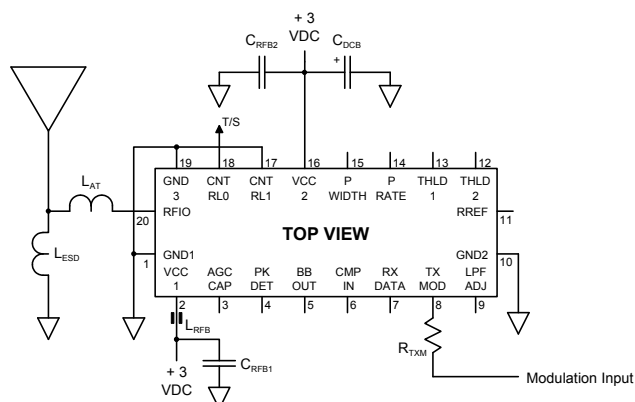 + 3
VDC
CRFB2
CDCB
+
T/S
19 18 17 16 15 14 13 12
GND CNT CNT VCC P P THLD THLD
3 RL0 RL1 2 WIDTH RATE 1 2
LAT
20
RFIO
RREF
11
TOP VIEW
LESD
1
GND1
GND2
10
VCC AGC PK BB CMP RX TX LPF
1 CAP DET OUT IN DATA MOD ADJ
2 3 4 5 6 7 8 9
LRFB
RTXM
+ 3
VDC
CRFB1
Modulation Input